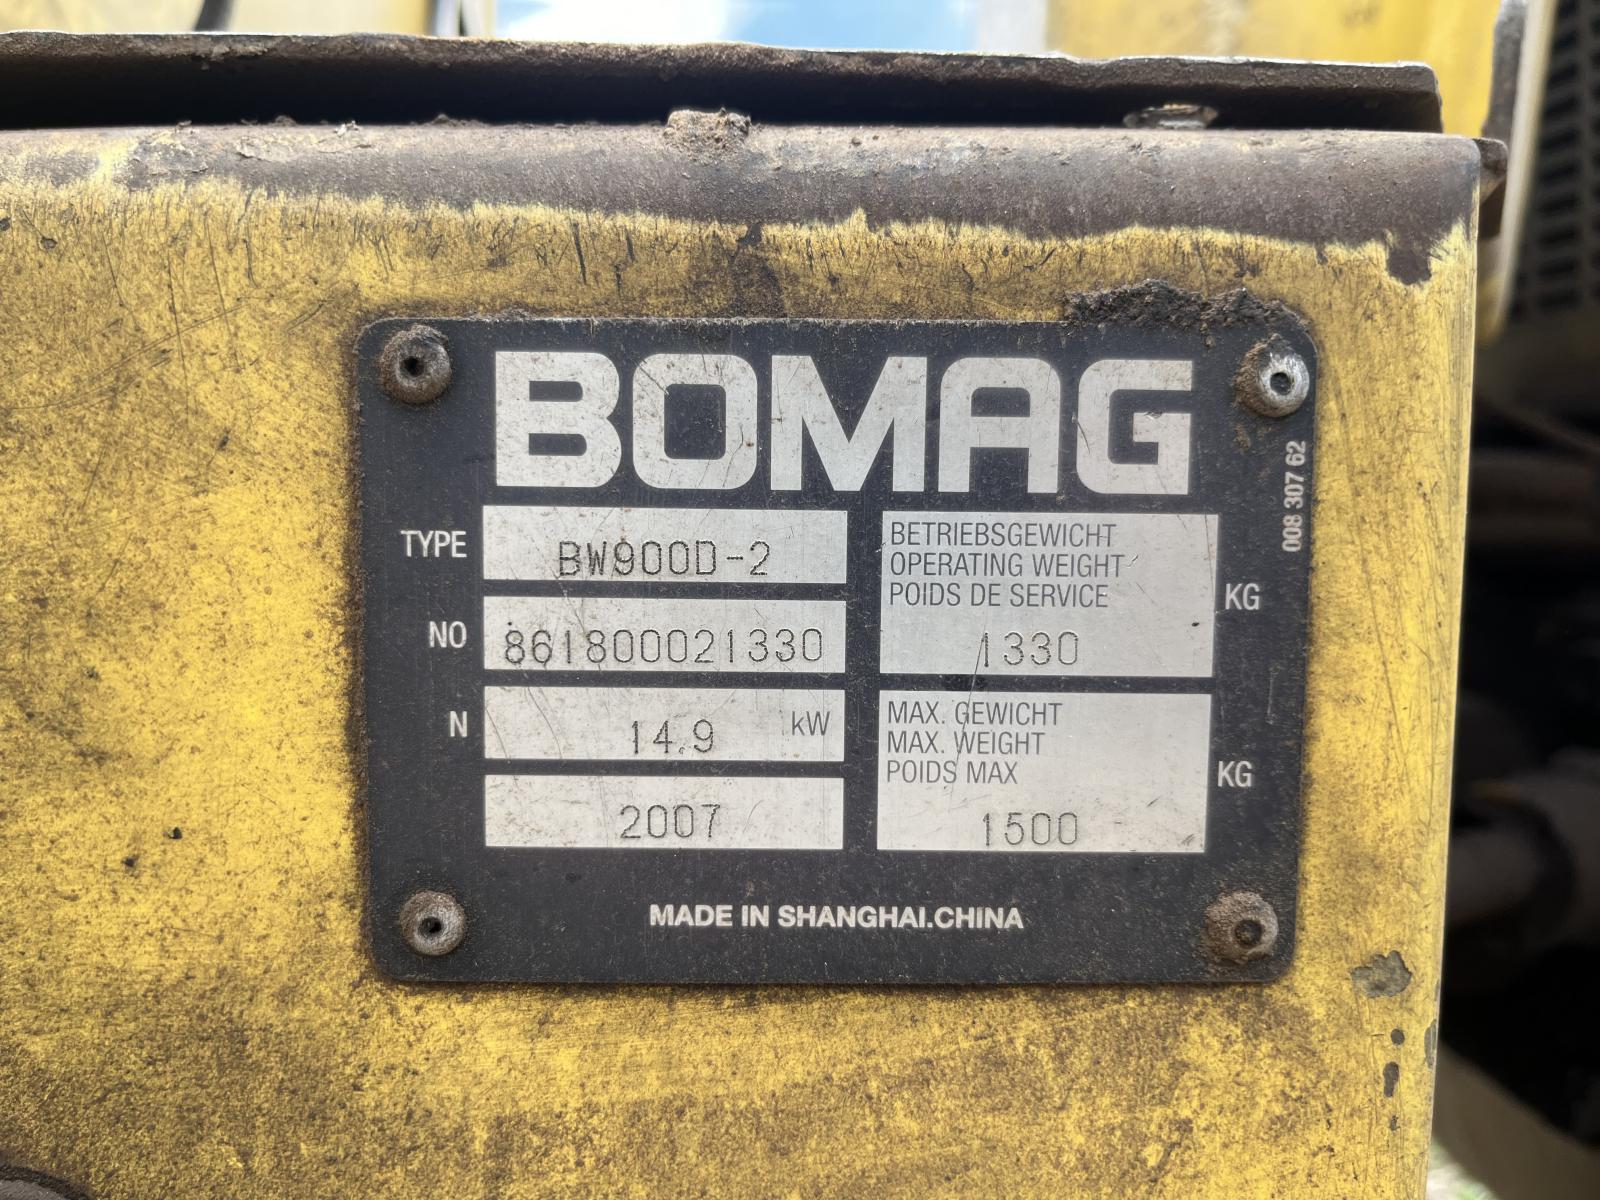 BOMAG
TYPE BW900D-2
NO 861800021330
N 14.9 kW
2007
BETRIEBSGEWICHT
OPERATING WEIGHT
POIDS DE SERVICE
1330 KG
MAX. GEWICHT
MAX. WEIGHT
POIDS MAX
1500 KG
008 307 62
MADE IN SHANGHAI.CHINA